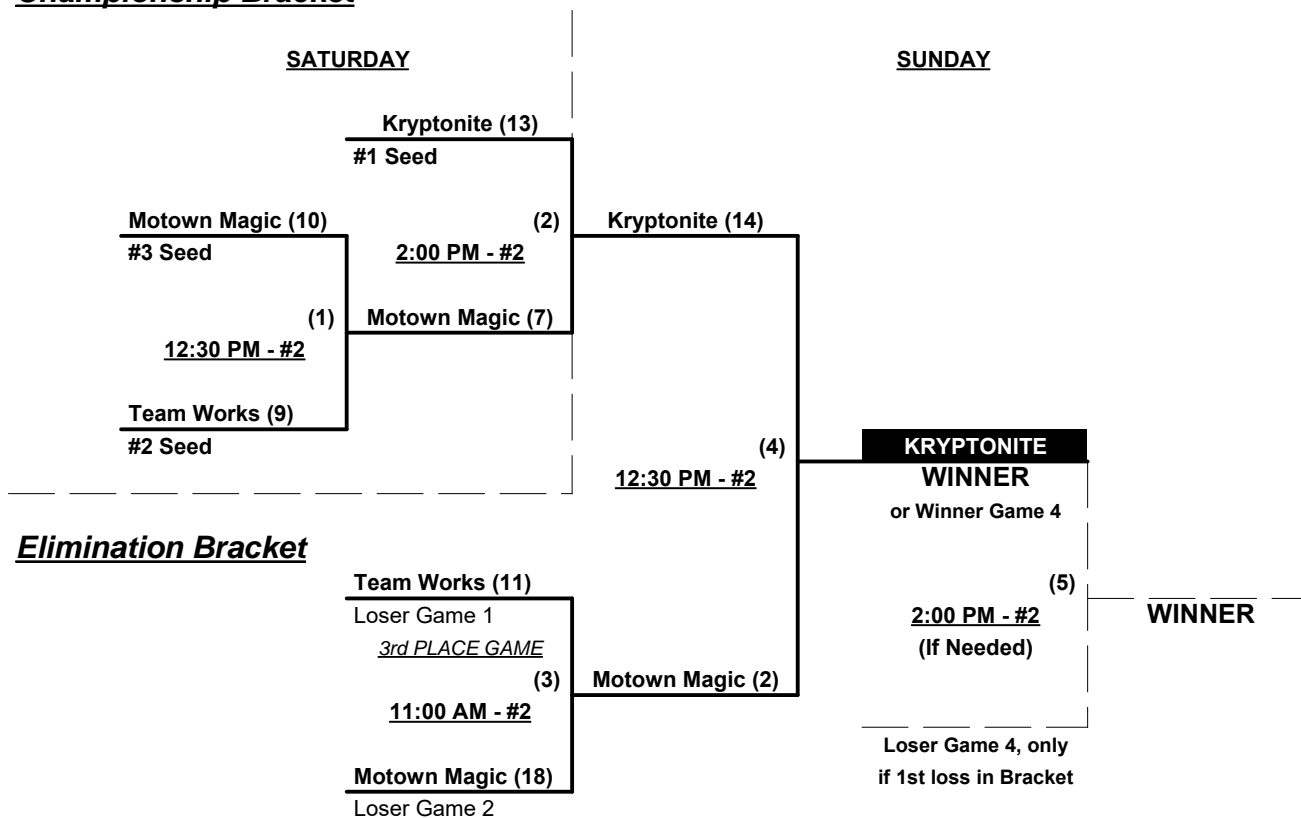 Championship Bracket
SATURDAY
SUNDAY
Kryptonite (13)
#1 Seed
Motown Magic (10)
(2)
Kryptonite (14)
#3 Seed
2:00 PM - #2
(1)
Motown Magic (7)
12:30 PM - #2
Team Works (9)
#2 Seed
(4)
KRYPTONITE
12:30 PM - #2
WINNER
or Winner Game 4
Elimination Bracket
Team Works (11)
(5)
Loser Game 1
2:00 PM - #2
WINNER
3rd PLACE GAME
(If Needed)
(3)
Motown Magic (2)
11:00 AM - #2
Loser Game 4, only
Motown Magic (18)
if 1st loss in Bracket
Loser Game 2